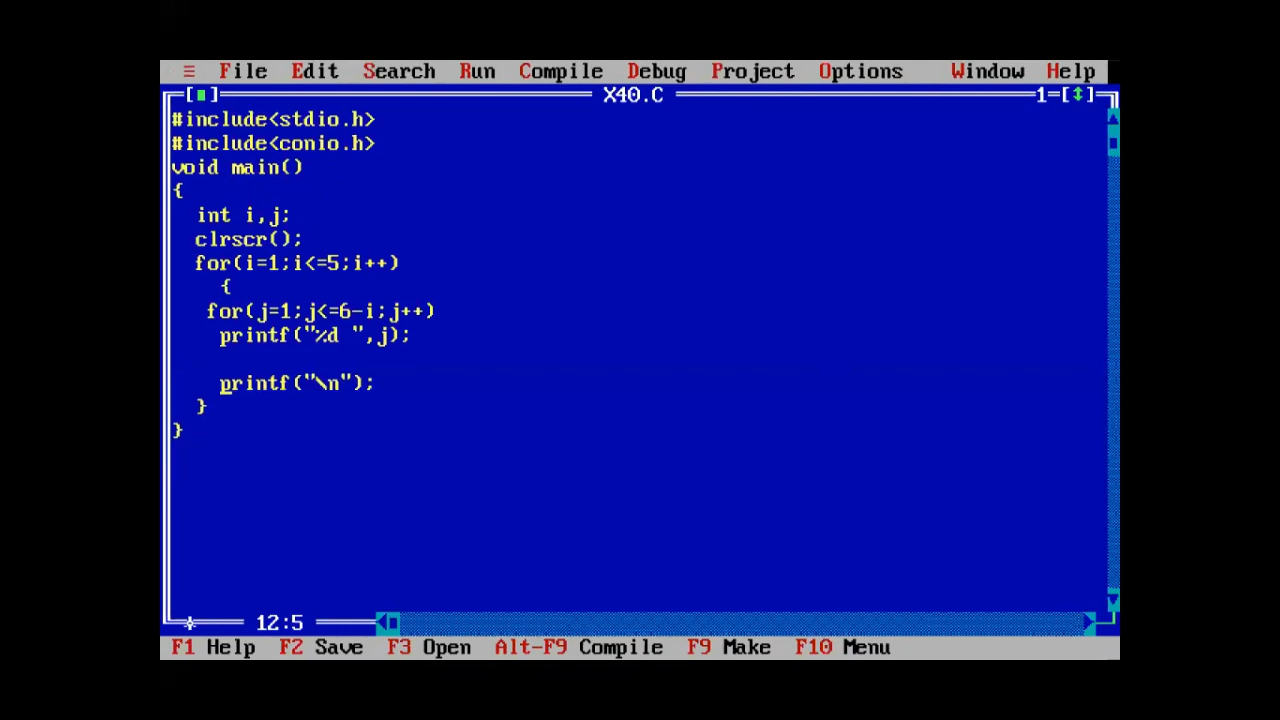 ≡ File Edit Search Run Compile Debug Project Options Window Help
[■] X40.C 1=[↕]
#include<stdio.h>
#include<conio.h>
void main()
{
int i,j;
clrscr();
for(i=1;i<=5;i++)
{
for(j=1;j<=6-i;j++)
printf("%d ",j);
printf("\n");
}
}
* 12:5
F1 Help F2 Save F3 Open Alt-F9 Compile F9 Make F10 Menu